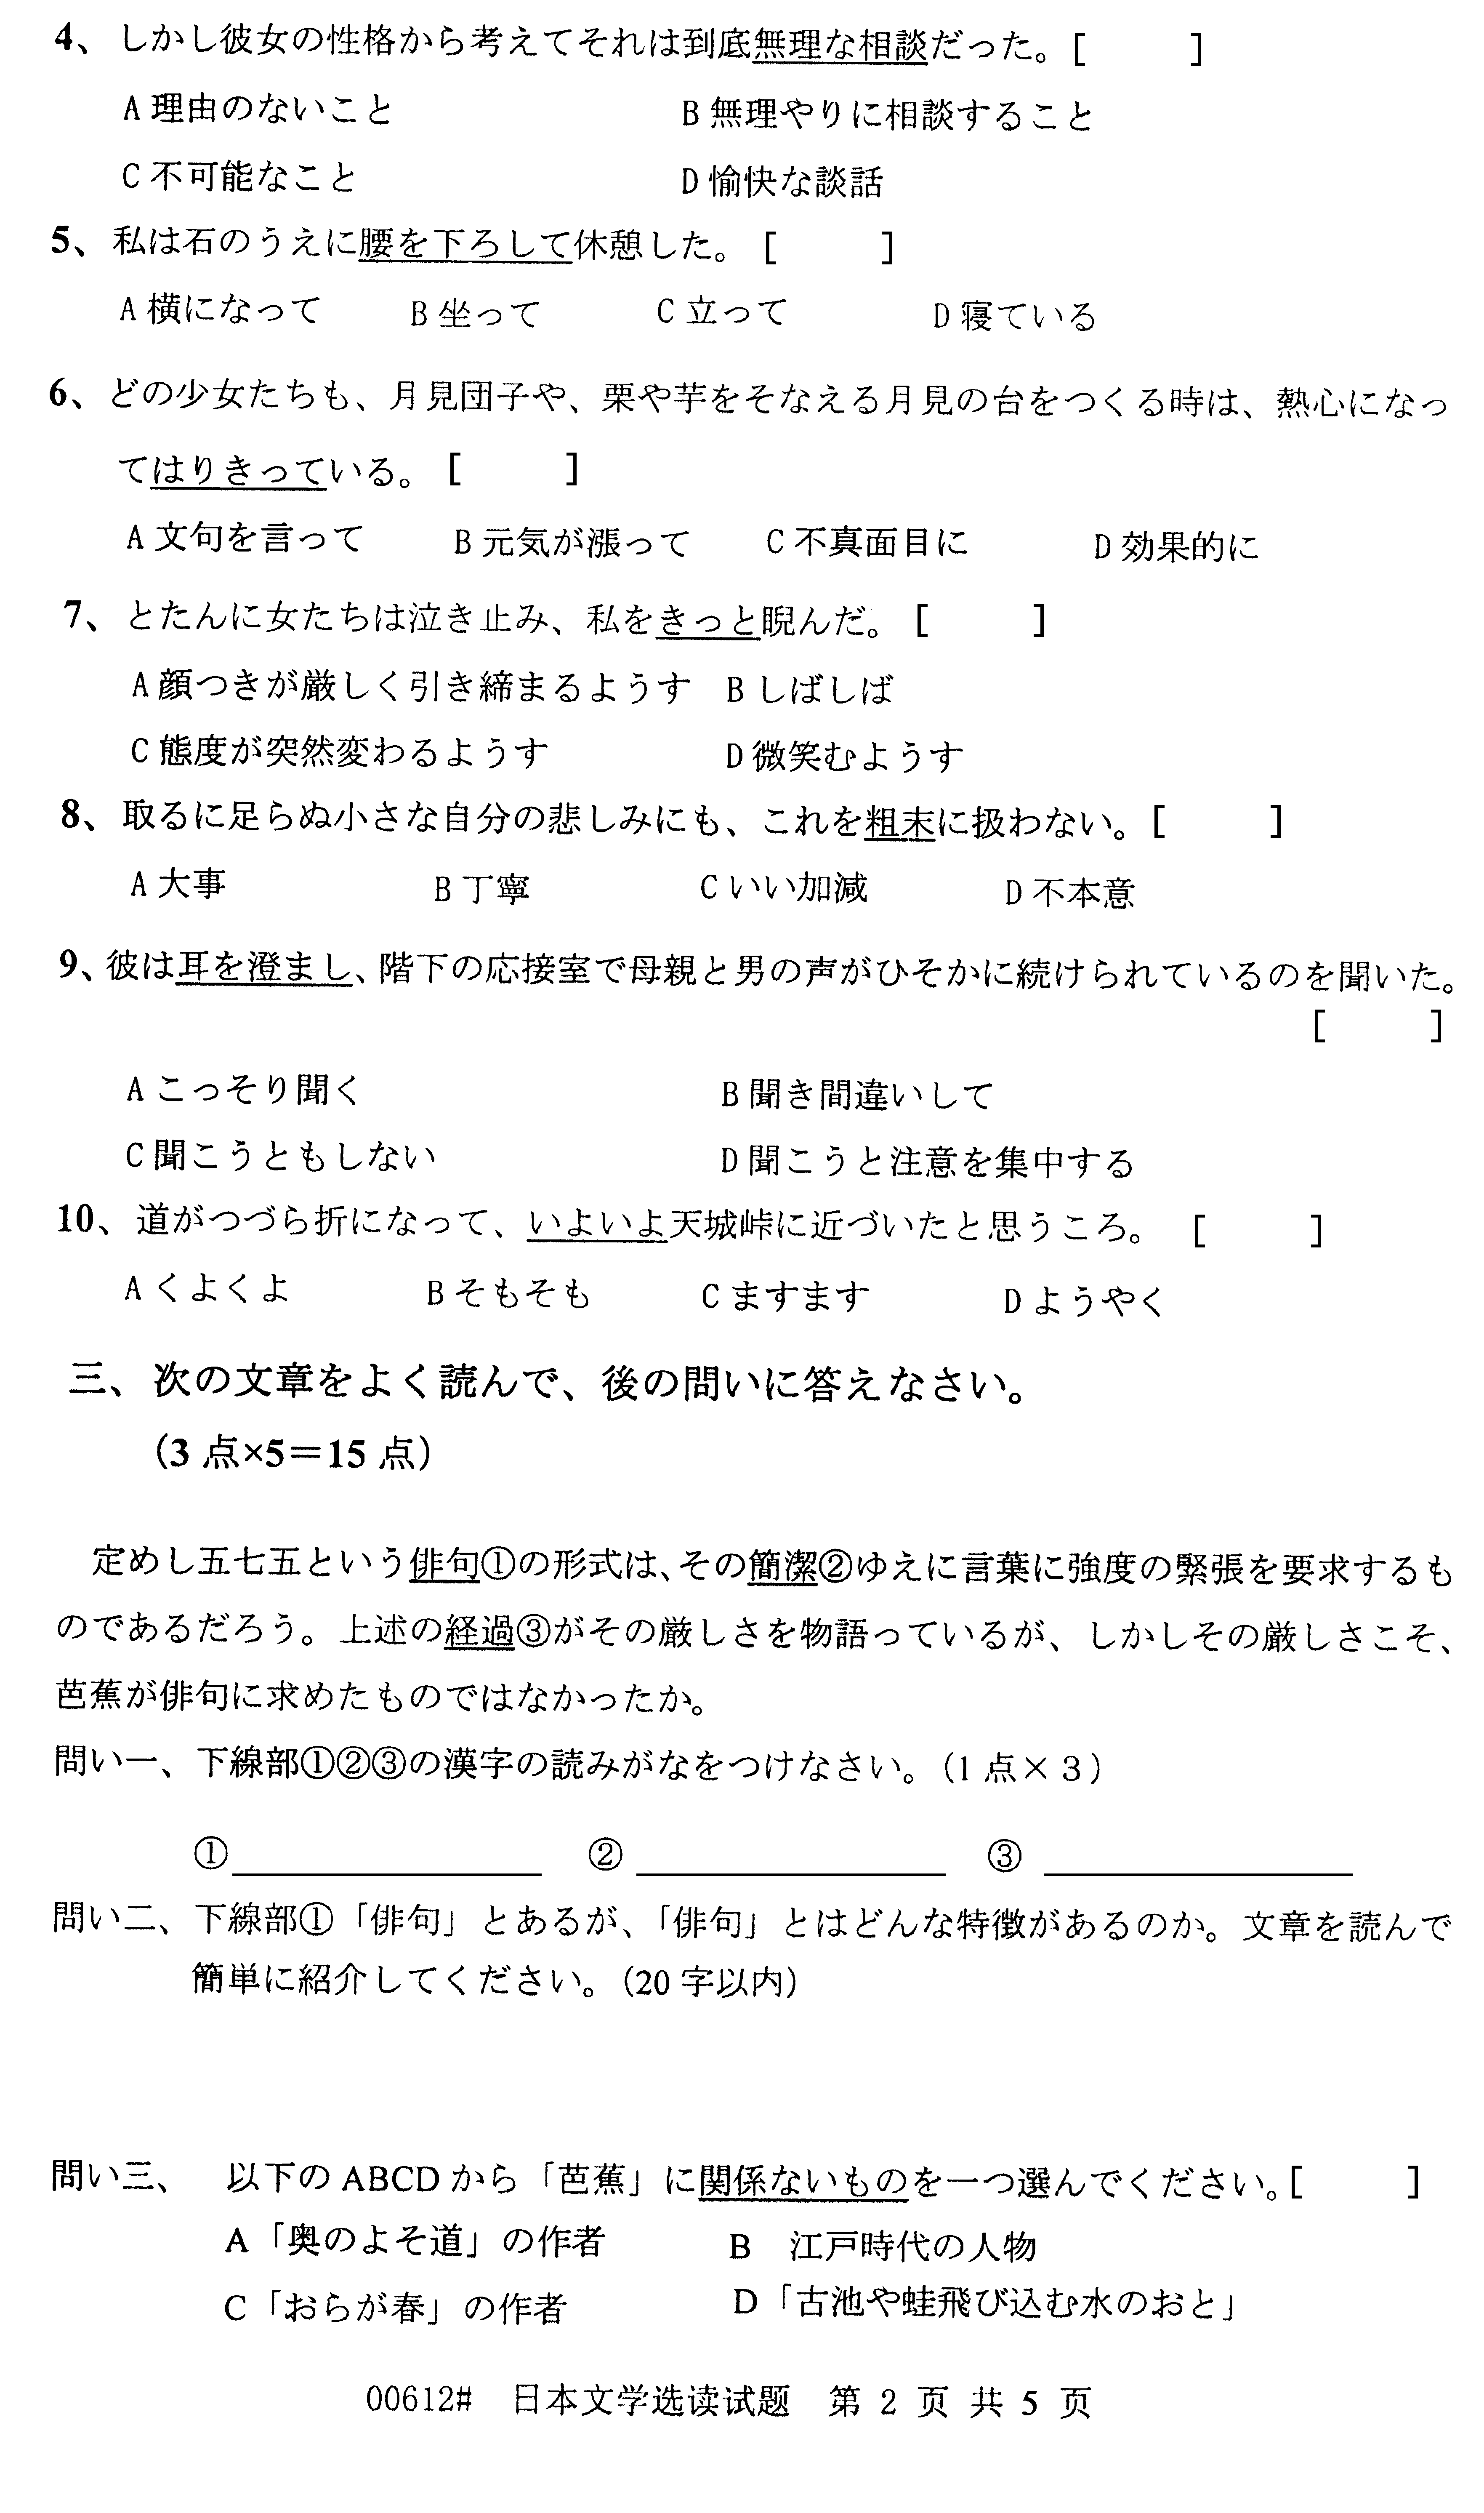 4、しかし彼女の性格から考えてそれは到底無理な相談だった。[ ]
A 理由のないこと B 無理やりに相談すること
C 不可能なこと D 愉快な談話
5、私は石のうえに腰を下ろして休憩した。[ ]
A 横になって B 坐って C 立って D 寝ている
6、どの少女たちも、月見団子や、栗や芋をそなえる月見の台をつくる時は、熱心になっ
てはりきっている。[ ]
A 文句を言って B 元気が漲って C 不真面目に D 効果的に
7、とたんに女たちは泣き止み、私をきっと睨んだ。[ ]
A 顔つきが厳しく引き締まるようす B しばしば
C 態度が突然変わるようす D 微笑むようす
8、取るに足らぬ小さな自分の悲しみにも、これを粗末に扱わない。[ ]
A 大事 B 丁寧 C いい加減 D 不本意
9、彼は耳を澄まし、階下の応接室で母親と男の声がひそかに続けられているのを聞いた。
[ ]
A こっそり聞く B 聞き間違いして
C 聞こうともしない D 聞こうと注意を集中する
10、道がつづら折になって、いよいよ天城峠に近づいたと思うころ。[ ]
A くよくよ B そもそも C ますます D ようやく
三、次の文章をよく読んで、後の問いに答えなさい。
（3 点×5＝15 点）
定めし五七五という俳句①の形式は、その簡潔②ゆえに言葉に強度の緊張を要求するも
のであるだろう。上述の経過③がその厳しさを物語っているが、しかしその厳しさこそ、
芭蕉が俳句に求めたものではなかったか。
問い一、下線部①②③の漢字の読みがなをつけなさい。（1 点×３）
① ② ③
問い二、下線部①「俳句」とあるが、「俳句」とはどんな特徴があるのか。文章を読んで
簡単に紹介してください。（20 字以内）
問い三、 以下の ABCD から「芭蕉」に関係ないものを一つ選んでください。[ ]
A「奥のよそ道」の作者 B 江戸時代の人物
C「おらが春」の作者 D「古池や蛙飛び込む水のおと」
00612# 日本文学选读试题 第 2 页 共 5 页